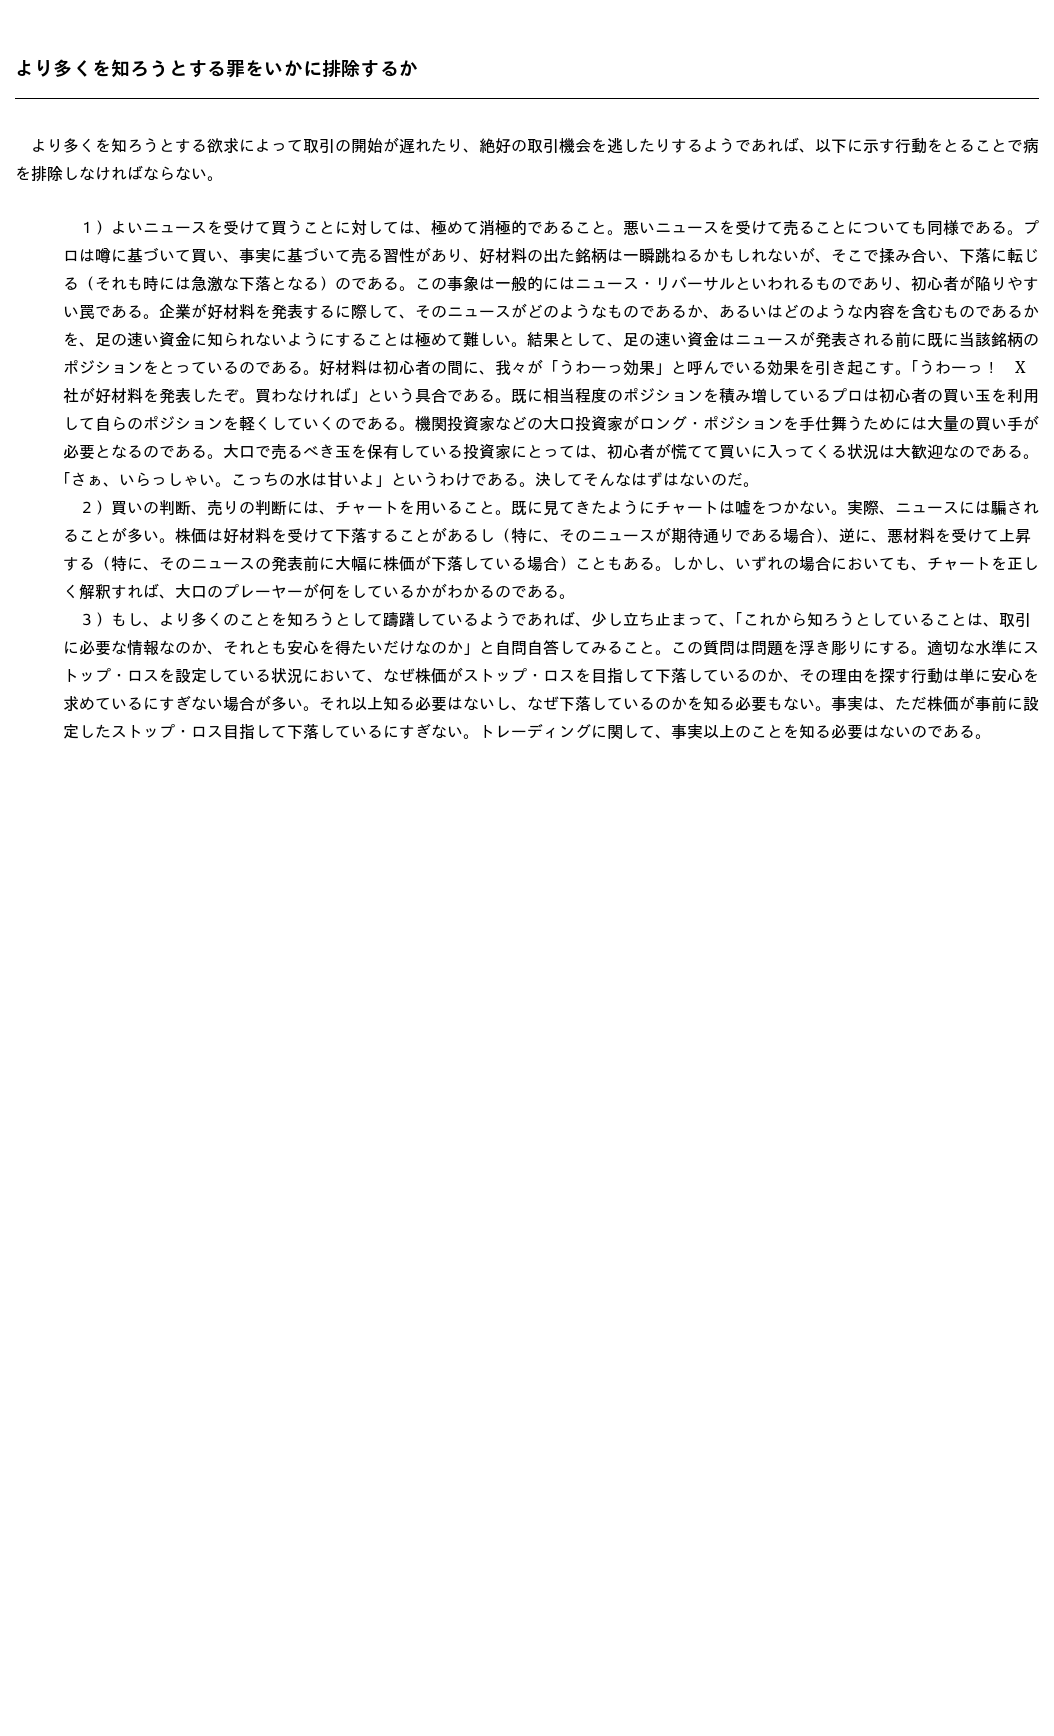 より多くを知ろうとする罪をいかに排除するか
より多くを知ろうとする欲求によって取引の開始が遅れたり、絶好の取引機会を逃したりするようであれば、以下に示す行動をとることで病
を排除しなければならない。
１）よいニュースを受けて買うことに対しては、極めて消極的であること。悪いニュースを受けて売ることについても同様である。プ
ロは噂に基づいて買い、事実に基づいて売る習性があり、好材料の出た銘柄は一瞬跳ねるかもしれないが、そこで揉み合い、下落に転じ
る（それも時には急激な下落となる）のである。この事象は一般的にはニュース・リバーサルといわれるものであり、初心者が陥りやす
い罠である。企業が好材料を発表するに際して、そのニュースがどのようなものであるか、あるいはどのような内容を含むものであるか
を、足の速い資金に知られないようにすることは極めて難しい。結果として、足の速い資金はニュースが発表される前に既に当該銘柄の
ポジションをとっているのである。好材料は初心者の間に、我々が「うわーっ効果」と呼んでいる効果を引き起こす。「うわーっ！　X
社が好材料を発表したぞ。買わなければ」という具合である。既に相当程度のポジションを積み増しているプロは初心者の買い玉を利用
して自らのポジションを軽くしていくのである。機関投資家などの大口投資家がロング・ポジションを手仕舞うためには大量の買い手が
必要となるのである。大口で売るべき玉を保有している投資家にとっては、初心者が慌てて買いに入ってくる状況は大歓迎なのである。
「さぁ、いらっしゃい。こっちの水は甘いよ」というわけである。決してそんなはずはないのだ。
２）買いの判断、売りの判断には、チャートを用いること。既に見てきたようにチャートは嘘をつかない。実際、ニュースには騙され
ることが多い。株価は好材料を受けて下落することがあるし（特に、そのニュースが期待通りである場合）、逆に、悪材料を受けて上昇
する（特に、そのニュースの発表前に大幅に株価が下落している場合）こともある。しかし、いずれの場合においても、チャートを正し
く解釈すれば、大口のプレーヤーが何をしているかがわかるのである。
３）もし、より多くのことを知ろうとして躊躇しているようであれば、少し立ち止まって、「これから知ろうとしていることは、取引
に必要な情報なのか、それとも安心を得たいだけなのか」と自問自答してみること。この質問は問題を浮き彫りにする。適切な水準にス
トップ・ロスを設定している状況において、なぜ株価がストップ・ロスを目指して下落しているのか、その理由を探す行動は単に安心を
求めているにすぎない場合が多い。それ以上知る必要はないし、なぜ下落しているのかを知る必要もない。事実は、ただ株価が事前に設
定したストップ・ロス目指して下落しているにすぎない。トレーディングに関して、事実以上のことを知る必要はないのである。